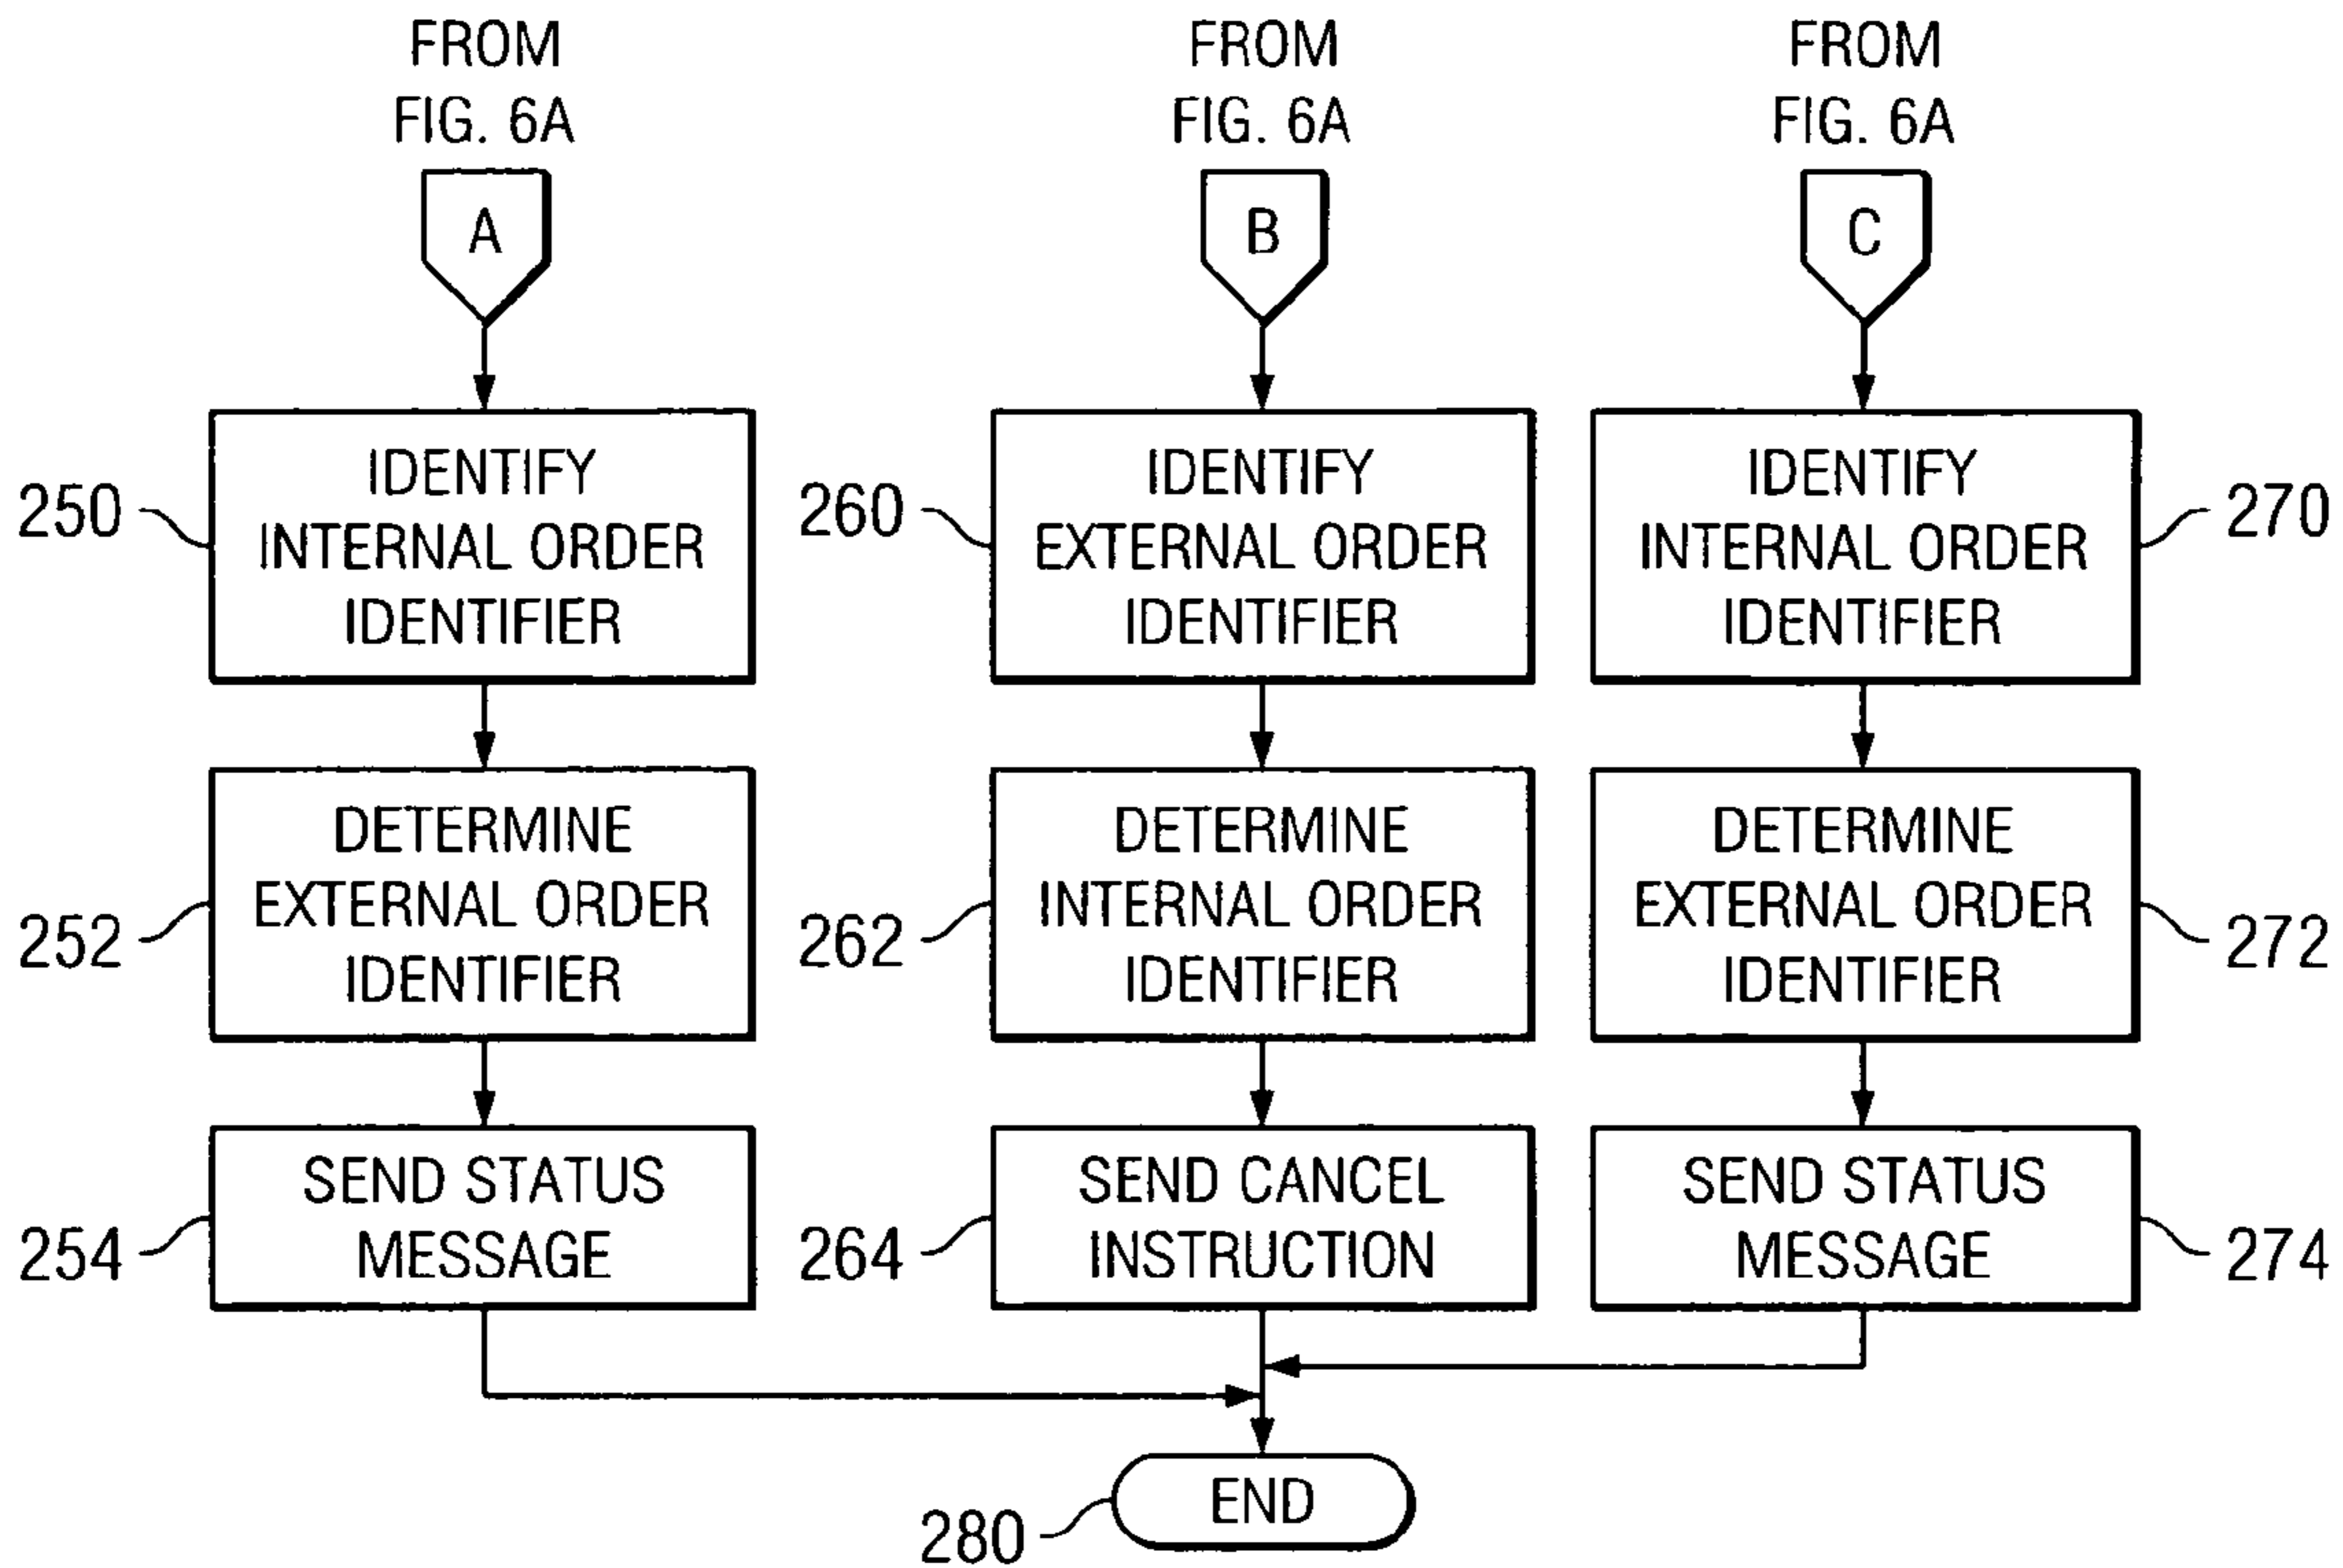 FROM
FIG. 6A
A
250
IDENTIFY
INTERNAL ORDER
IDENTIFIER
252
DETERMINE
EXTERNAL ORDER
IDENTIFIER
254
SEND STATUS
MESSAGE
FROM
FIG. 6A
B
260
IDENTIFY
EXTERNAL ORDER
IDENTIFIER
262
DETERMINE
INTERNAL ORDER
IDENTIFIER
264
SEND CANCEL
INSTRUCTION
FROM
FIG. 6A
C
IDENTIFY
INTERNAL ORDER
IDENTIFIER
270
DETERMINE
EXTERNAL ORDER
IDENTIFIER
272
SEND STATUS
MESSAGE
274
280
END